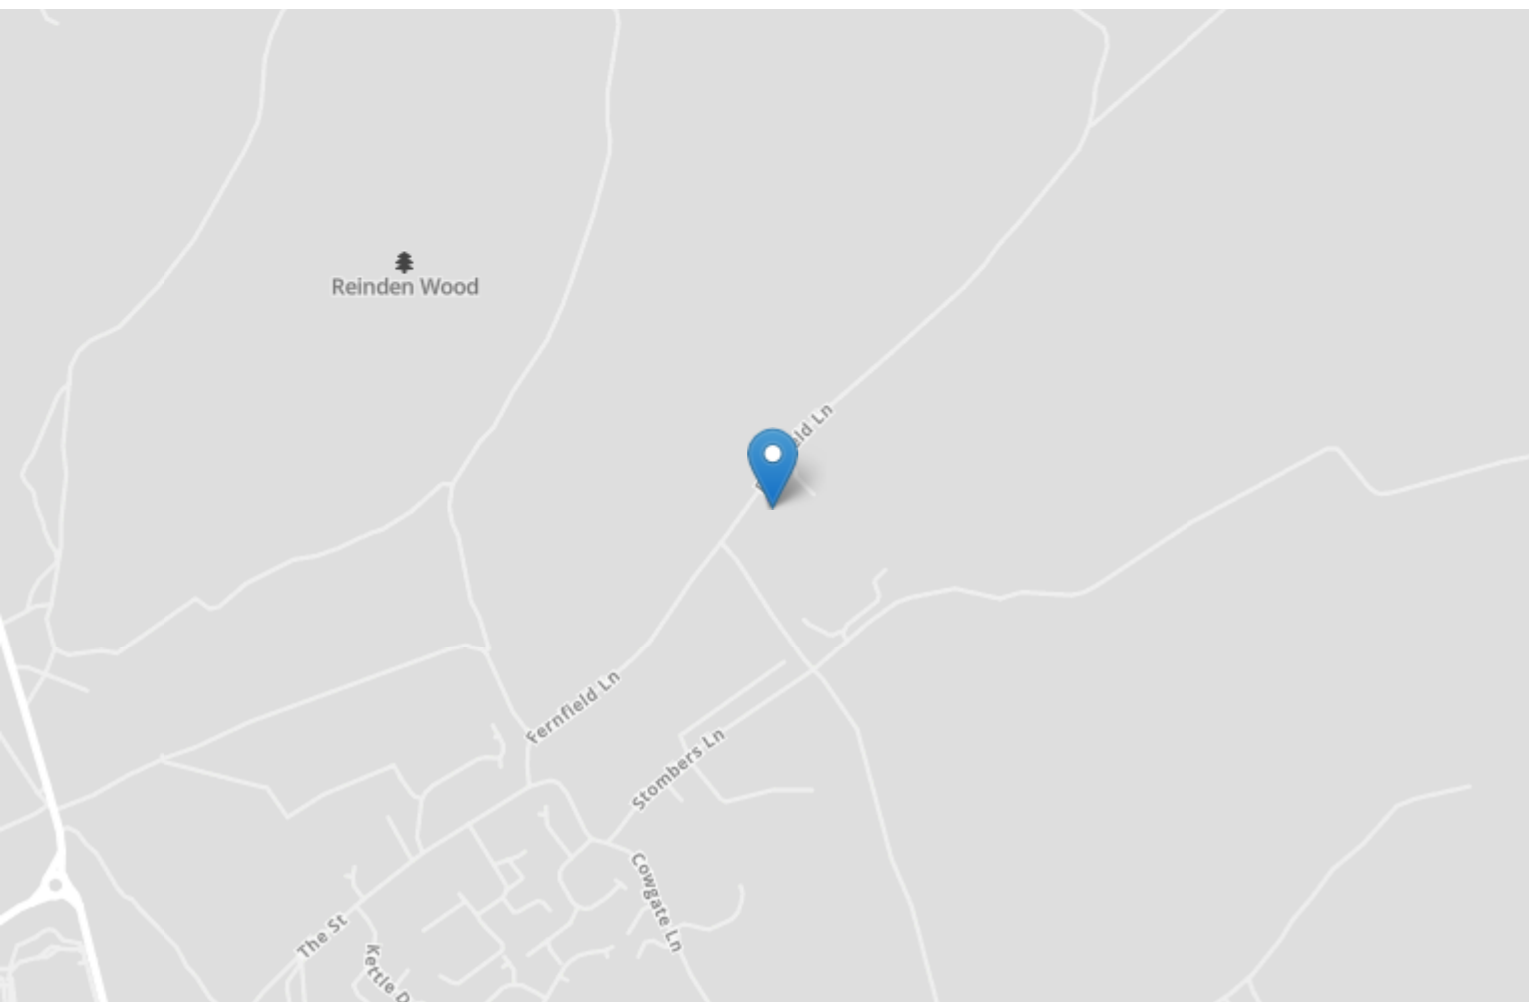 Reinden Wood
Fernfield Ln
Stombers Ln
Cowgate Ln
The St